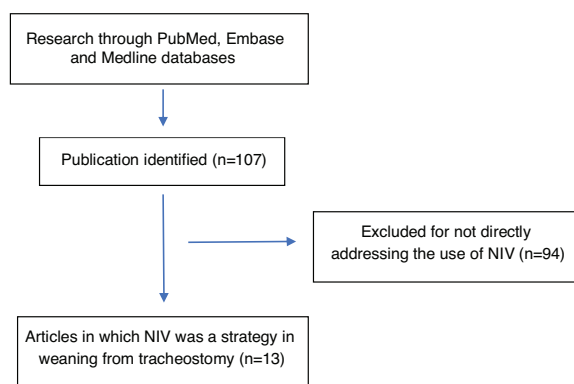 Research through PubMed, Embase
and Medline databases
Publication identified (n=107)
Excluded for not directly
addressing the use of NIV (n=94)
Articles in which NIV was a strategy in
weaning from tracheostomy (n=13)